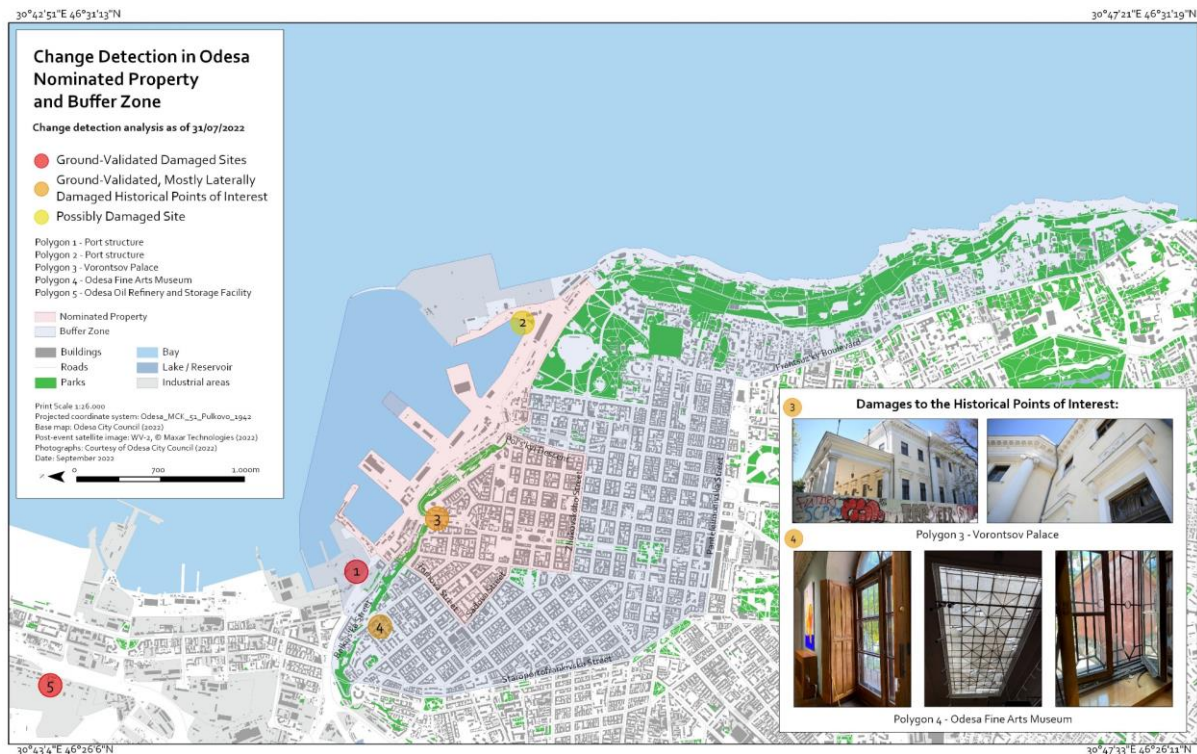 30°42'51"E 46°31'13"N
30°47'21"E 46°31'19"N
Change Detection in Odesa
Nominated Property
and Buffer Zone
Change detection analysis as of 31/07/2022
Ground-Validated Damaged Sites
Ground-Validated, Mostly Laterally
Damaged Historical Points of Interest
Possibly Damaged Site
Polygon 1 - Port structure
Polygon 2 - Port structure
Polygon 3 - Vorontsov Palace
Polygon 4 - Odesa Fine Arts Museum
Polygon 5 - Odesa Oil Refinery and Storage Facility
Nominated Property
Buffer Zone
Buildings
Roads
Parks
Bay
Lake / Reservoir
Industrial areas
Print Scale 1:26.000
Projected coordinate system: Odesa_MCK_51_Pulkovo_1942
Base map: Odesa City Council (2022)
Post-event satellite image: WV-2, © Maxar Technologies (2022)
Photographs: Courtesy of Odesa City Council (2022)
Date: September 2022
0 700 1.000m
2
Frantsuz'kyi Boulevard
3
1
4
5
Staroportofrankivska Street
3
Damages to the Historical Points of Interest:
Polygon 3 - Vorontsov Palace
4
Polygon 4 - Odesa Fine Arts Museum
30°43'4"E 46°26'6"N
30°47'33"E 46°26'11"N